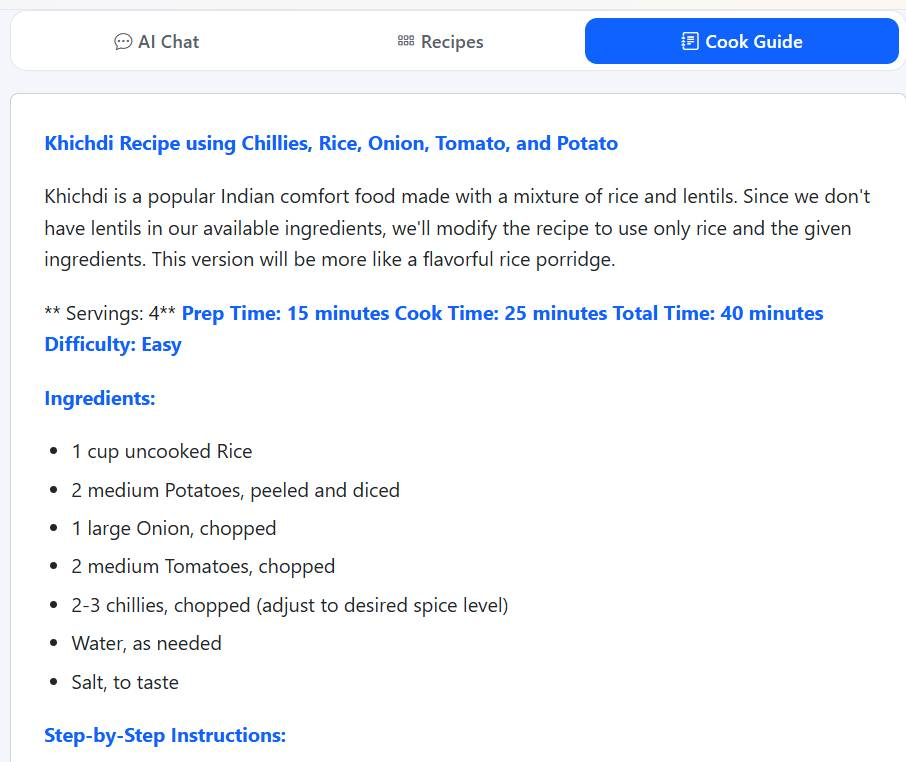 AI Chat
Recipes
Cook Guide
Khichdi Recipe using Chillies, Rice, Onion, Tomato, and Potato
Khichdi is a popular Indian comfort food made with a mixture of rice and lentils. Since we don't
have lentils in our available ingredients, we'll modify the recipe to use only rice and the given
ingredients. This version will be more like a flavorful rice porridge.
** Servings: 4** Prep Time: 15 minutes Cook Time: 25 minutes Total Time: 40 minutes
Difficulty: Easy
Ingredients:
• 1 cup uncooked Rice
• 2 medium Potatoes, peeled and diced
• 1 large Onion, chopped
• 2 medium Tomatoes, chopped
• 2-3 chillies, chopped (adjust to desired spice level)
• Water, as needed
• Salt, to taste
Step-by-Step Instructions: